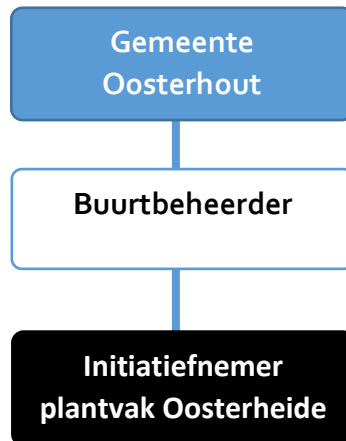 Gemeente
Oosterhout
Buurtbeheerder
Initiatiefnemer
plantvak Oosterheide